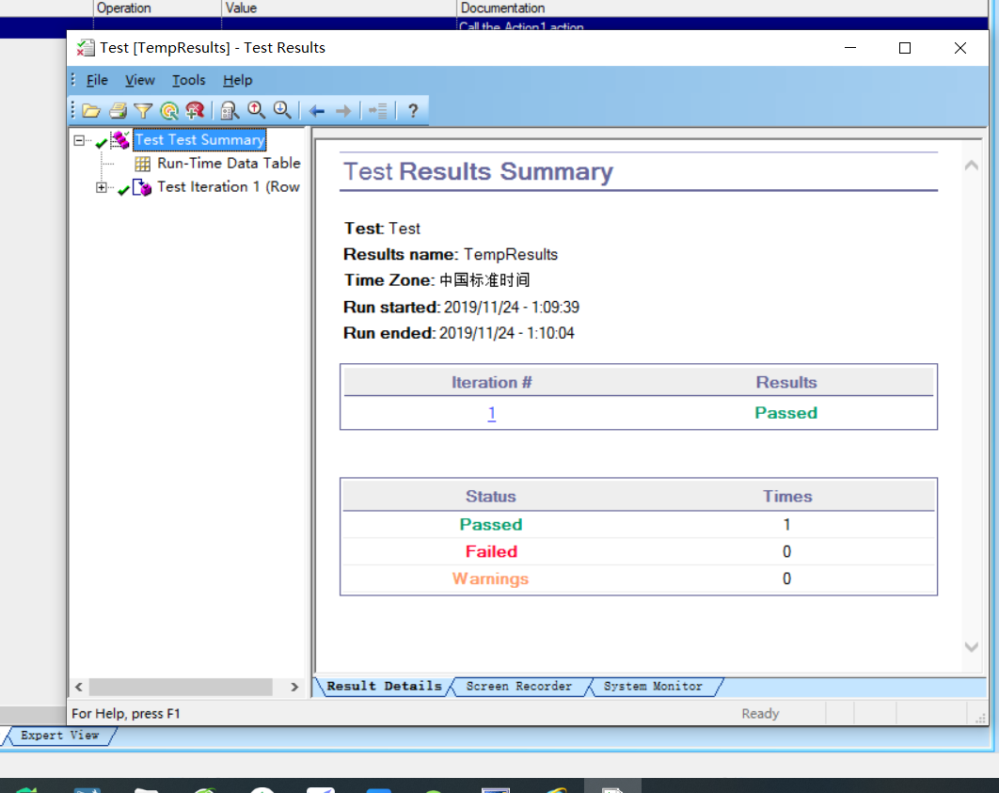 Operation Value Documentation
Call the Action1 action
Test [TempResults] - Test Results
File View Tools Help
?
Test Test Summary
Run-Time Data Table
Test Iteration 1 (Row
Test Results Summary
Test: Test
Results name: TempResults
Time Zone: 中国标准时间
Run started: 2019/11/24 - 1:09:39
Run ended: 2019/11/24 - 1:10:04
Iteration # Results
1 Passed
Status Times
Passed 1
Failed 0
Warnings 0
Result Details Screen Recorder System Monitor
For Help, press F1 Ready
Expert View